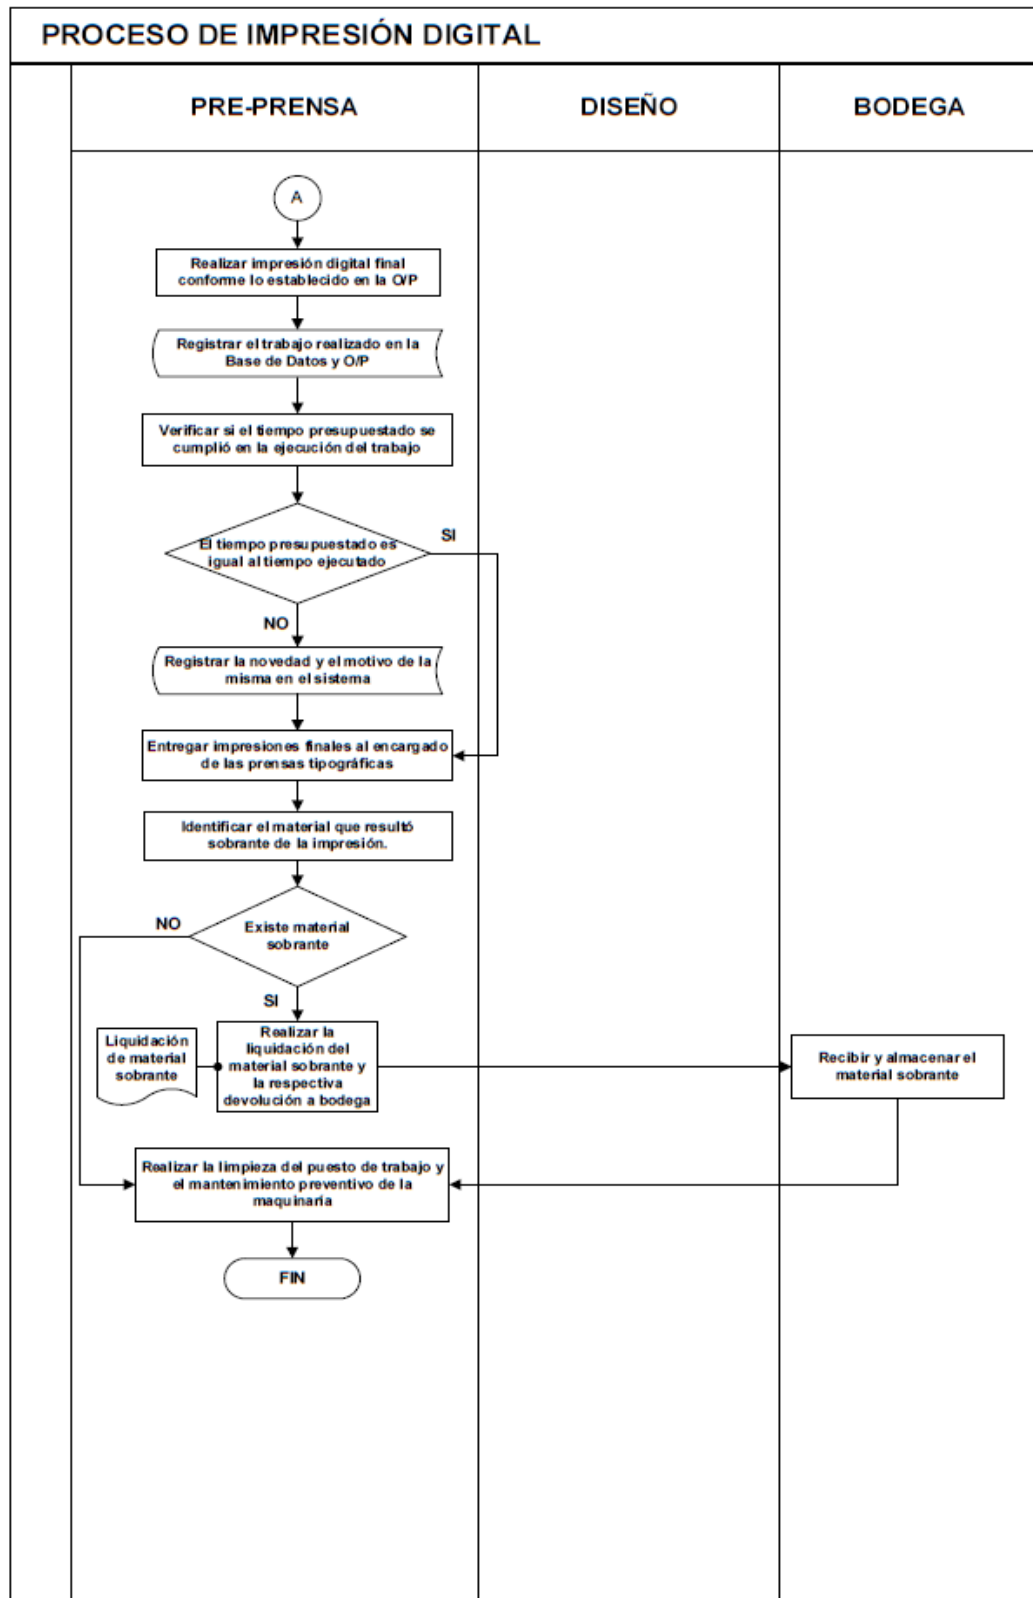 PROCESO DE IMPRESIÓN DIGITAL
PRE-PRENSA
DISEÑO
BODEGA
A
Realizar impresión digital final
conforme lo establecido en la O/P
Registrar el trabajo realizado en la
Base de Datos y O/P
Verificar si el tiempo presupuestado se
cumplió en la ejecución del trabajo
El tiempo presupuestado es
igual al tiempo ejecutado
SI
NO
Registrar la novedad y el motivo de la
misma en el sistema
Entregar impresiones finales al encargado
de las prensas tipográficas
Identificar el material que resultó
sobrante de la impresión.
NO
Existe material
sobrante
SI
Liquidación
de material
sobrante
Realizar la
liquidación del
material sobrante y
la respectiva
devolución a bodega
Recibir y almacenar el
material sobrante
Realizar la limpieza del puesto de trabajo y
el mantenimiento preventivo de la
maquinaria
FIN